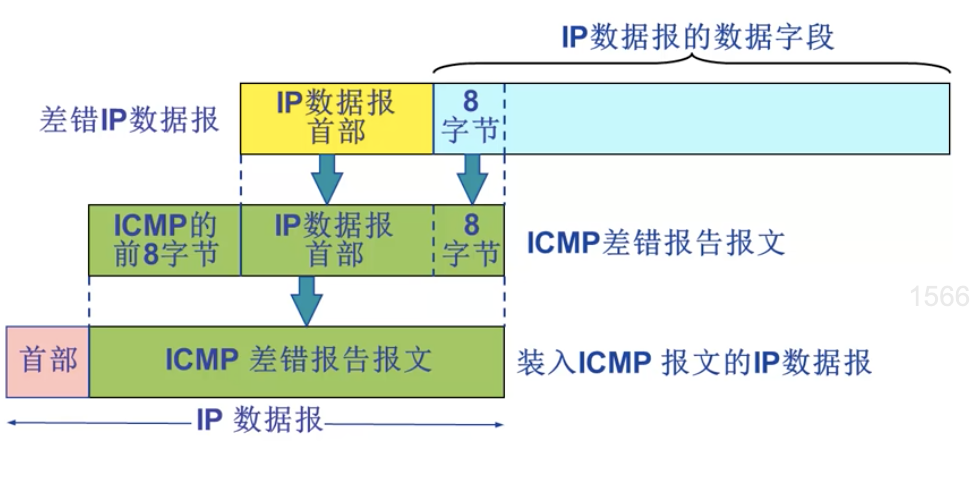 IP数据报的数据字段
差错IP数据报
IP数据报
首部
8
字节
ICMP的
前8字节
IP数据报
首部
8
字节
ICMP差错报告报文
1566
首部
ICMP 差错报告报文
装入ICMP 报文的IP数据报
IP 数据报